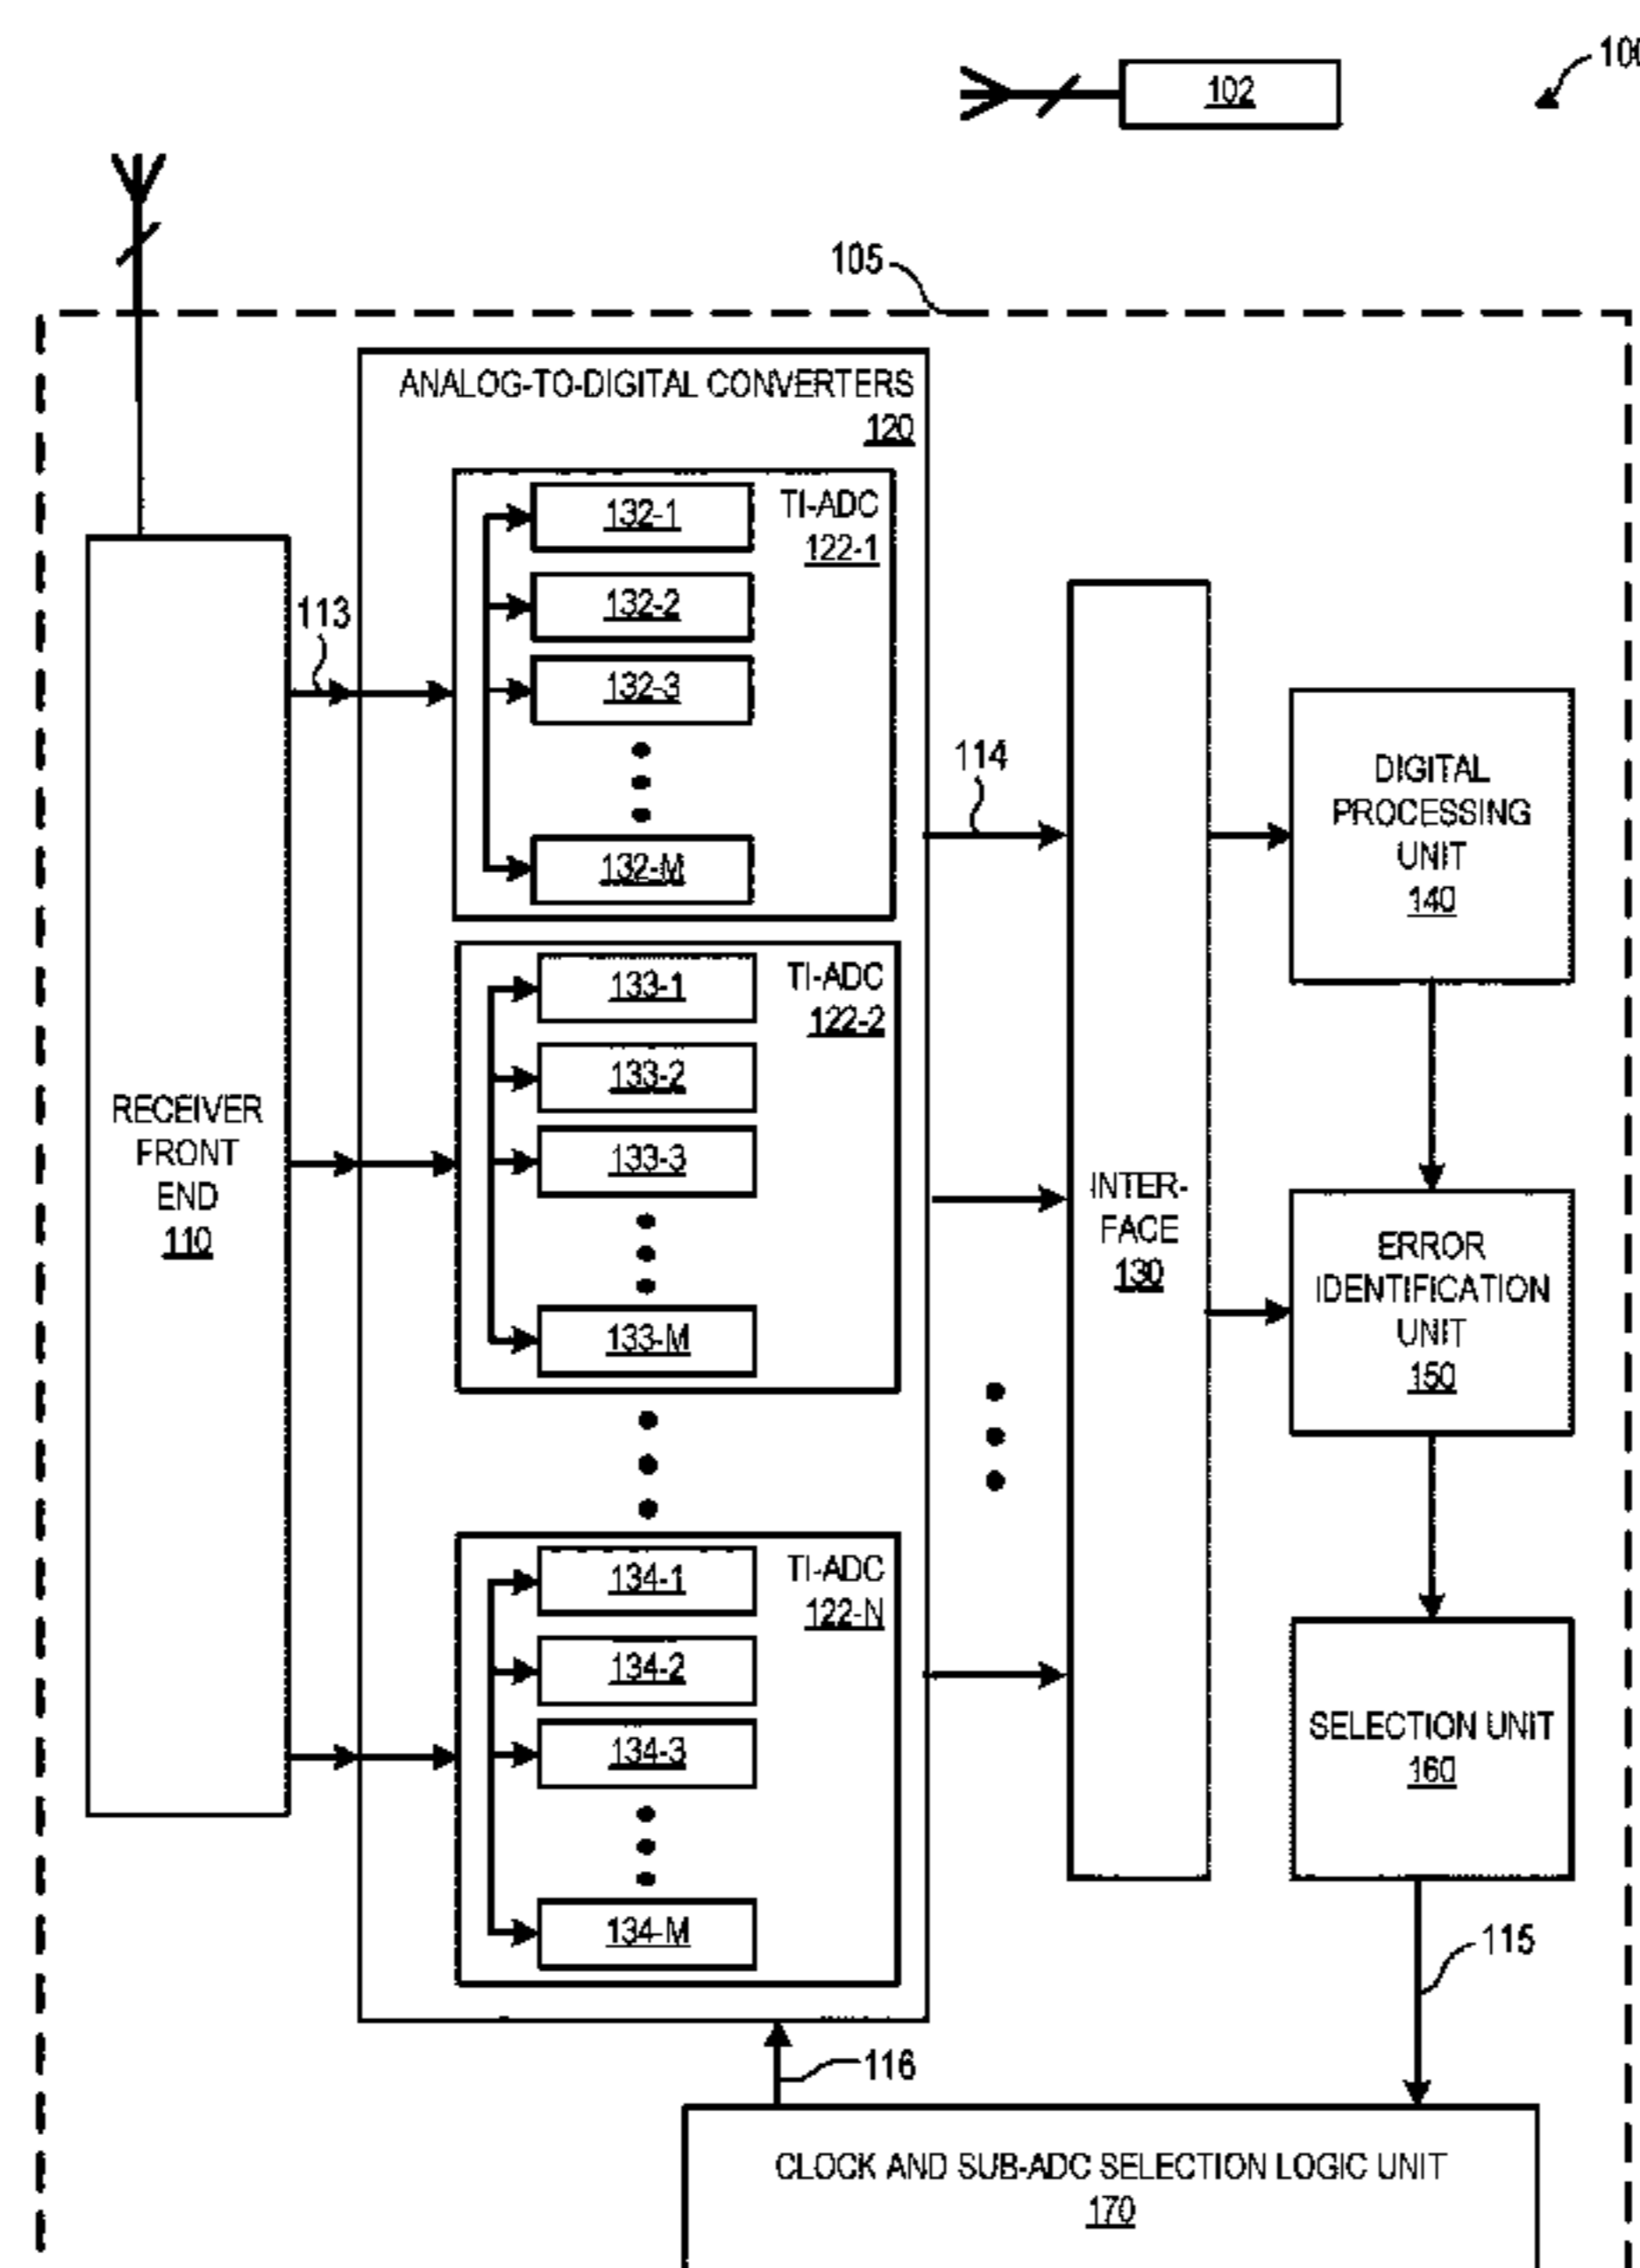 100
102
105
ANALOG-TO-DIGITAL CONVERTERS
120
TI-ADC
122-1
132-1
132-2
132-3
132-M
113
114
DIGITAL
PROCESSING
UNIT
140
TI-ADC
122-2
133-1
133-2
133-3
133-M
RECEIVER
FRONT
END
110
INTER-
FACE
130
ERROR
IDENTIFICATION
UNIT
150
TI-ADC
122-N
134-1
134-2
134-3
134-M
SELECTION UNIT
160
115
116
CLOCK AND SUB-ADC SELECTION LOGIC UNIT
170